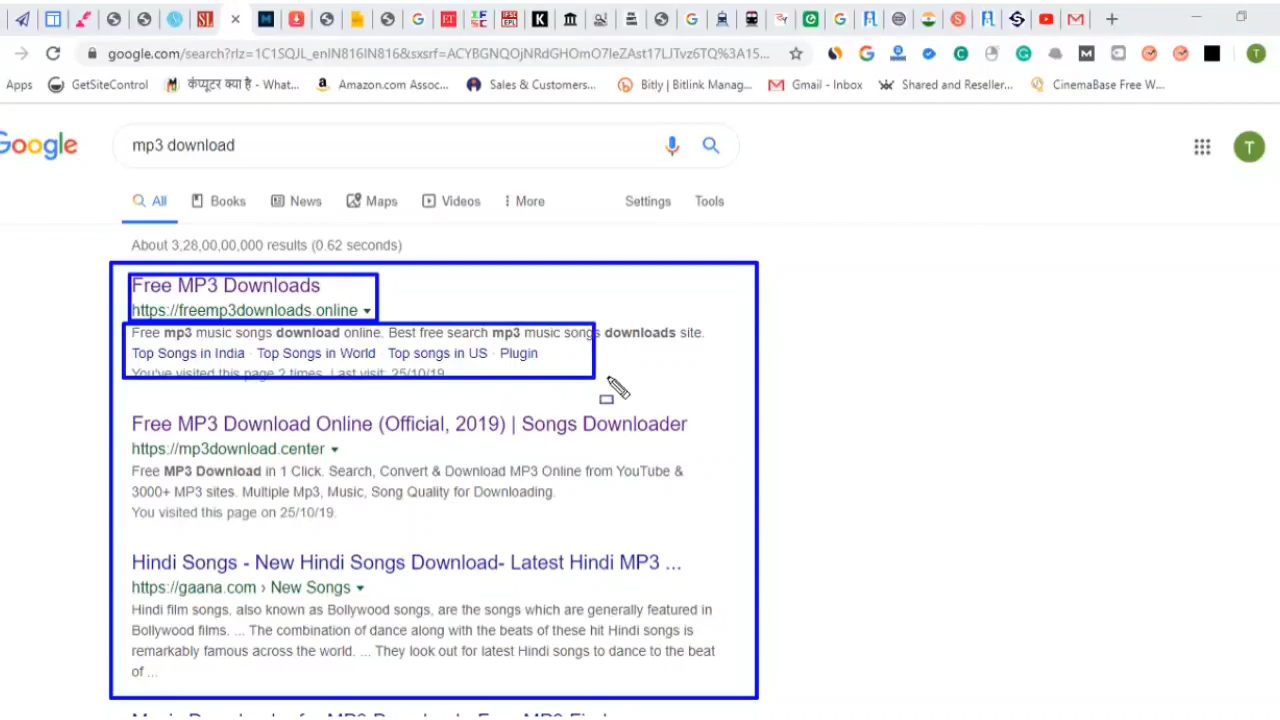 google.com/search?rlz=1C1SQJL_enIN816IN816&sxsrf=ACYBGNQOjNRdGHOmO7leZAst17LJTvz6TQ%3A15...
Apps GetSiteControl कंप्यूटर क्या है - What... Amazon.com Assoc... Sales & Customers... Bitly | Bitlink Manag... Gmail - Inbox Shared and Reseller... CinemaBase Free W...
Google mp3 download T
All Books News Maps Videos More Settings Tools
About 3,28,00,00,000 results (0.62 seconds)
Free MP3 Downloads
https://freemp3downloads.online
Free mp3 music songs download online. Best free search mp3 music songs downloads site.
Top Songs in India · Top Songs in World · Top songs in US · Plugin
You've visited this page 2 times. Last visit: 25/10/19
Free MP3 Download Online (Official, 2019) | Songs Downloader
https://mp3download.center
Free MP3 Download in 1 Click. Search, Convert & Download MP3 Online from YouTube &
3000+ MP3 sites. Multiple Mp3, Music, Song Quality for Downloading.
You visited this page on 25/10/19.
Hindi Songs - New Hindi Songs Download- Latest Hindi MP3 ...
https://gaana.com › New Songs
Hindi film songs, also known as Bollywood songs, are the songs which are generally featured in
Bollywood films. ... The combination of dance along with the beats of these hit Hindi songs is
remarkably famous across the world. ... They look out for latest Hindi songs to dance to the beat
of ...